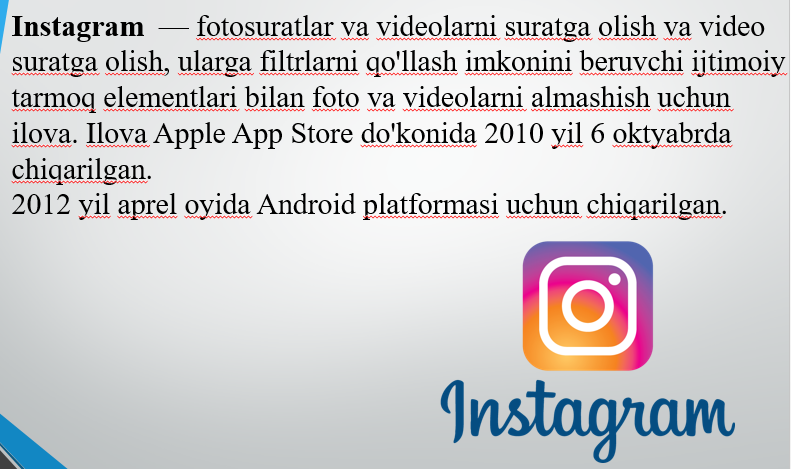 Instagram — fotosuratlar va videolarni suratga olish va video
suratga olish, ularga filtrlarni qo'llash imkonini beruvchi ijtimoiy
tarmoq elementlari bilan foto va videolarni almashish uchun
ilova. Ilova Apple App Store do'konida 2010 yil 6 oktyabrda
chiqarilgan.
2012 yil aprel oyida Android platformasi uchun chiqarilgan.
Instagram